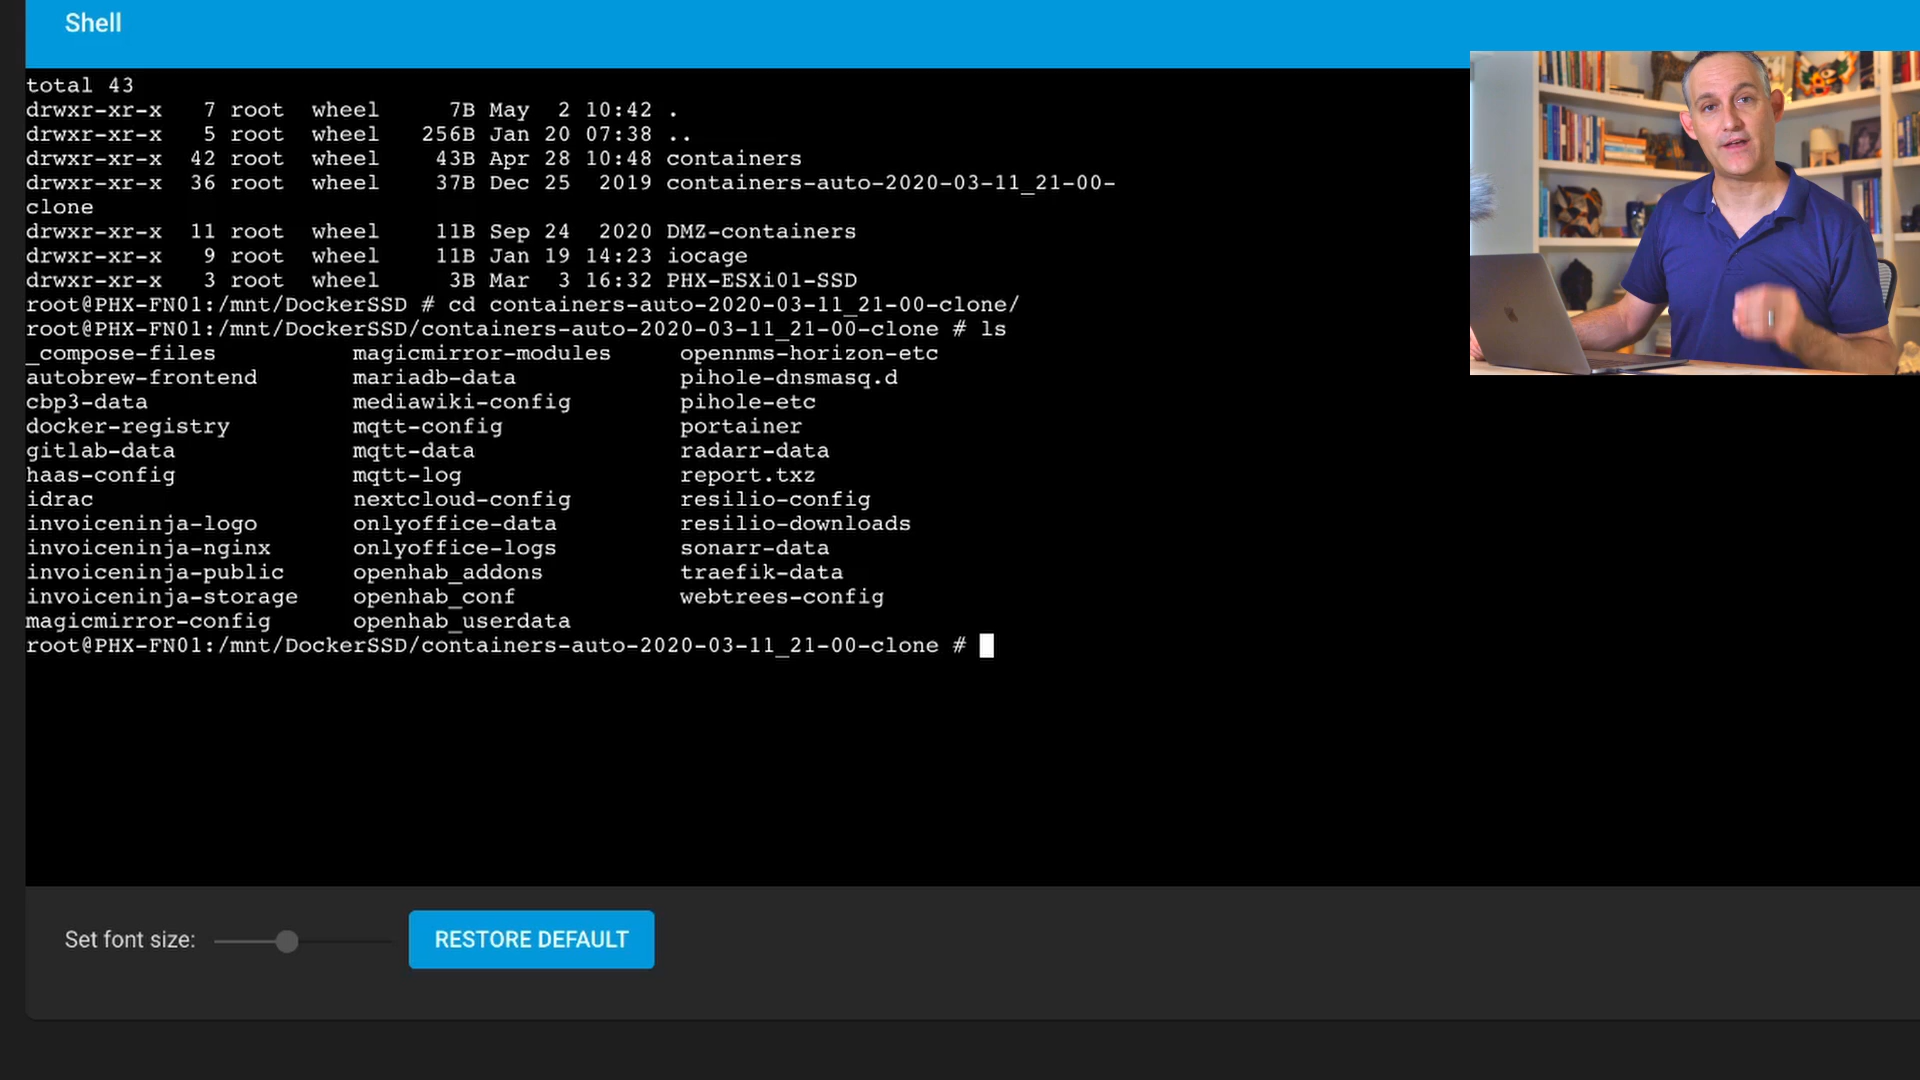 Shell
total 43
drwxr-xr-x 7 root wheel 7B May 2 10:42 .
drwxr-xr-x 5 root wheel 256B Jan 20 07:38 ..
drwxr-xr-x 42 root wheel 43B Apr 28 10:48 containers
drwxr-xr-x 36 root wheel 37B Dec 25 2019 containers-auto-2020-03-11_21-00-
clone
drwxr-xr-x 11 root wheel 11B Sep 24 2020 DMZ-containers
drwxr-xr-x 9 root wheel 11B Jan 19 14:23 iocage
drwxr-xr-x 3 root wheel 3B Mar 3 16:32 PHX-ESXi01-SSD
root@PHX-FN01:/mnt/DockerSSD # cd containers-auto-2020-03-11_21-00-clone/
root@PHX-FN01:/mnt/DockerSSD/containers-auto-2020-03-11_21-00-clone # ls
_compose-files magicmirror-modules opennms-horizon-etc
autobrew-frontend mariadb-data pihole-dnsmasq.d
cbp3-data mediawiki-config pihole-etc
docker-registry mqtt-config portainer
gitlab-data mqtt-data radarr-data
haas-config mqtt-log report.txz
idrac nextcloud-config resilio-config
invoiceninja-logo onlyoffice-data resilio-downloads
invoiceninja-nginx onlyoffice-logs sonarr-data
invoiceninja-public openhab_addons traefik-data
invoiceninja-storage openhab_conf webtrees-config
magicmirror-config openhab_userdata
root@PHX-FN01:/mnt/DockerSSD/containers-auto-2020-03-11_21-00-clone #
Set font size:
RESTORE DEFAULT